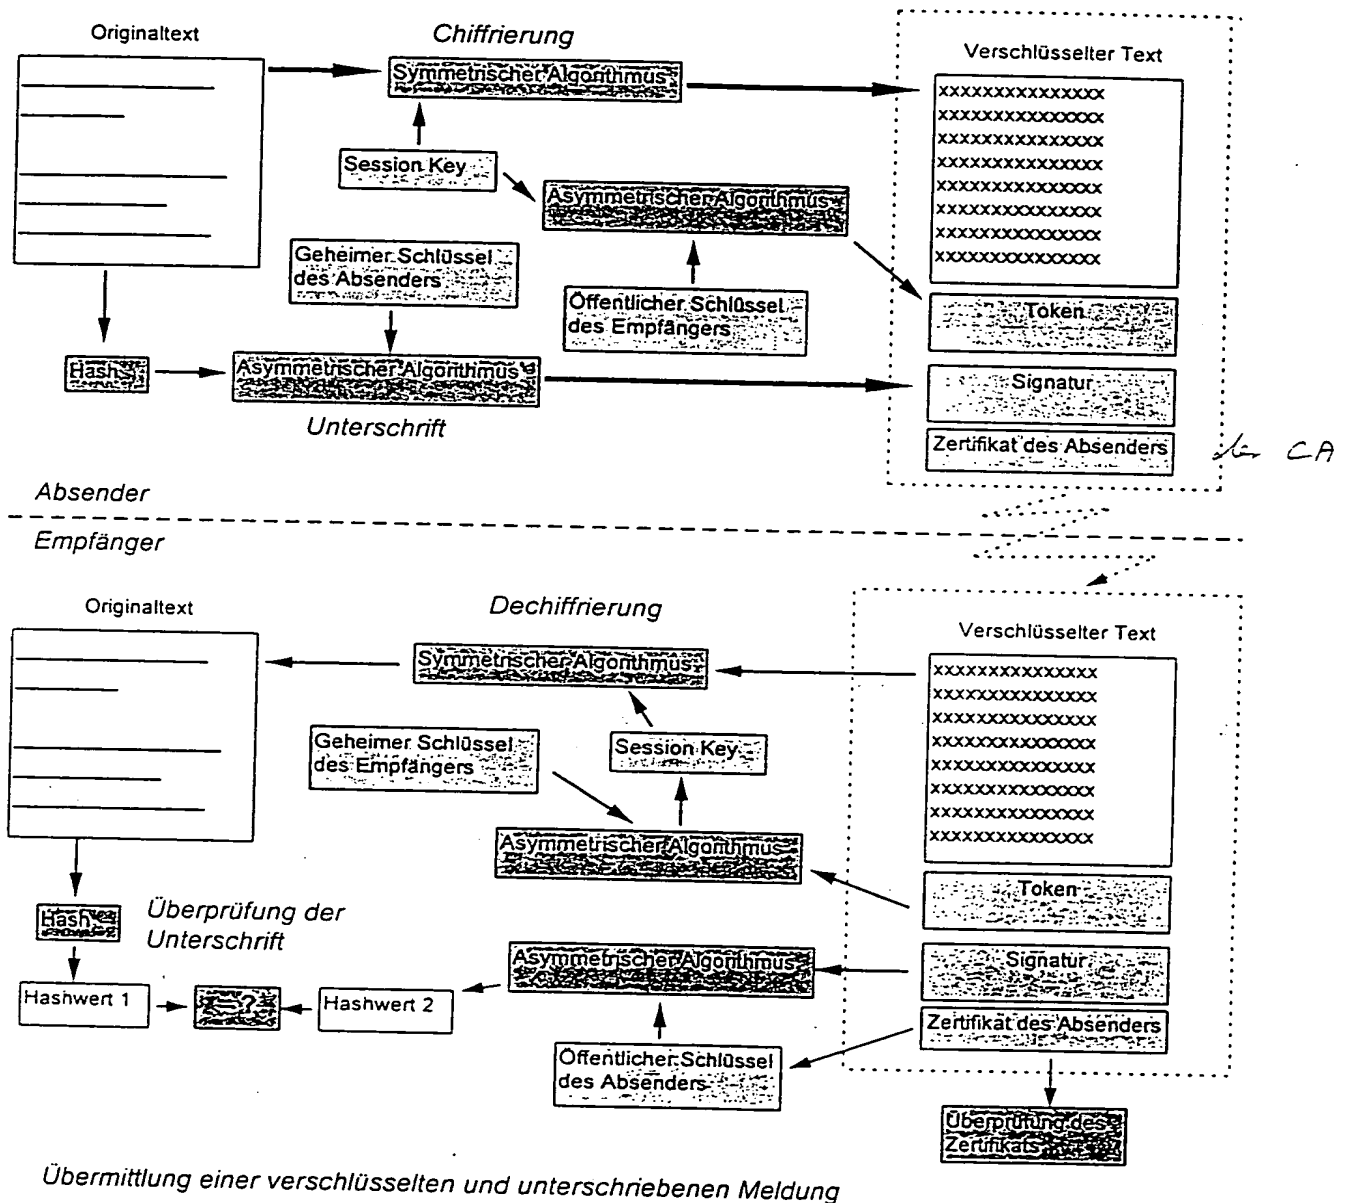 Originaltext
Chiffrierung
Symmetrischer Algorithmus
Session Key
Asymmetrischer Algorithmus
Geheimer Schlüssel
des Absenders
Öffentlicher Schlüssel
des Empfängers
Hash
Asymmetrischer Algorithmus
Unterschrift
Verschlüsselter Text
xxxxxxxxxxxxxxx
xxxxxxxxxxxxxxx
xxxxxxxxxxxxxxx
xxxxxxxxxxxxxxx
xxxxxxxxxxxxxxx
xxxxxxxxxxxxxxx
xxxxxxxxxxxxxxx
xxxxxxxxxxxxxxx
Token
Signatur
Zertifikat des Absenders
CA
Absender
Empfänger
Originaltext
Dechiffrierung
Symmetrischer Algorithmus
Geheimer Schlüssel
des Empfängers
Session Key
Asymmetrischer Algorithmus
Hash
Überprüfung der
Unterschrift
Asymmetrischer Algorithmus
Hashwert 1
= ?
Hashwert 2
Öffentlicher Schlüssel
des Absenders
Verschlüsselter Text
xxxxxxxxxxxxxxx
xxxxxxxxxxxxxxx
xxxxxxxxxxxxxxx
xxxxxxxxxxxxxxx
xxxxxxxxxxxxxxx
xxxxxxxxxxxxxxx
xxxxxxxxxxxxxxx
xxxxxxxxxxxxxxx
Token
Signatur
Zertifikat des Absenders
Überprüfung des
Zertifikats
Übermittlung einer verschlüsselten und unterschriebenen Meldung